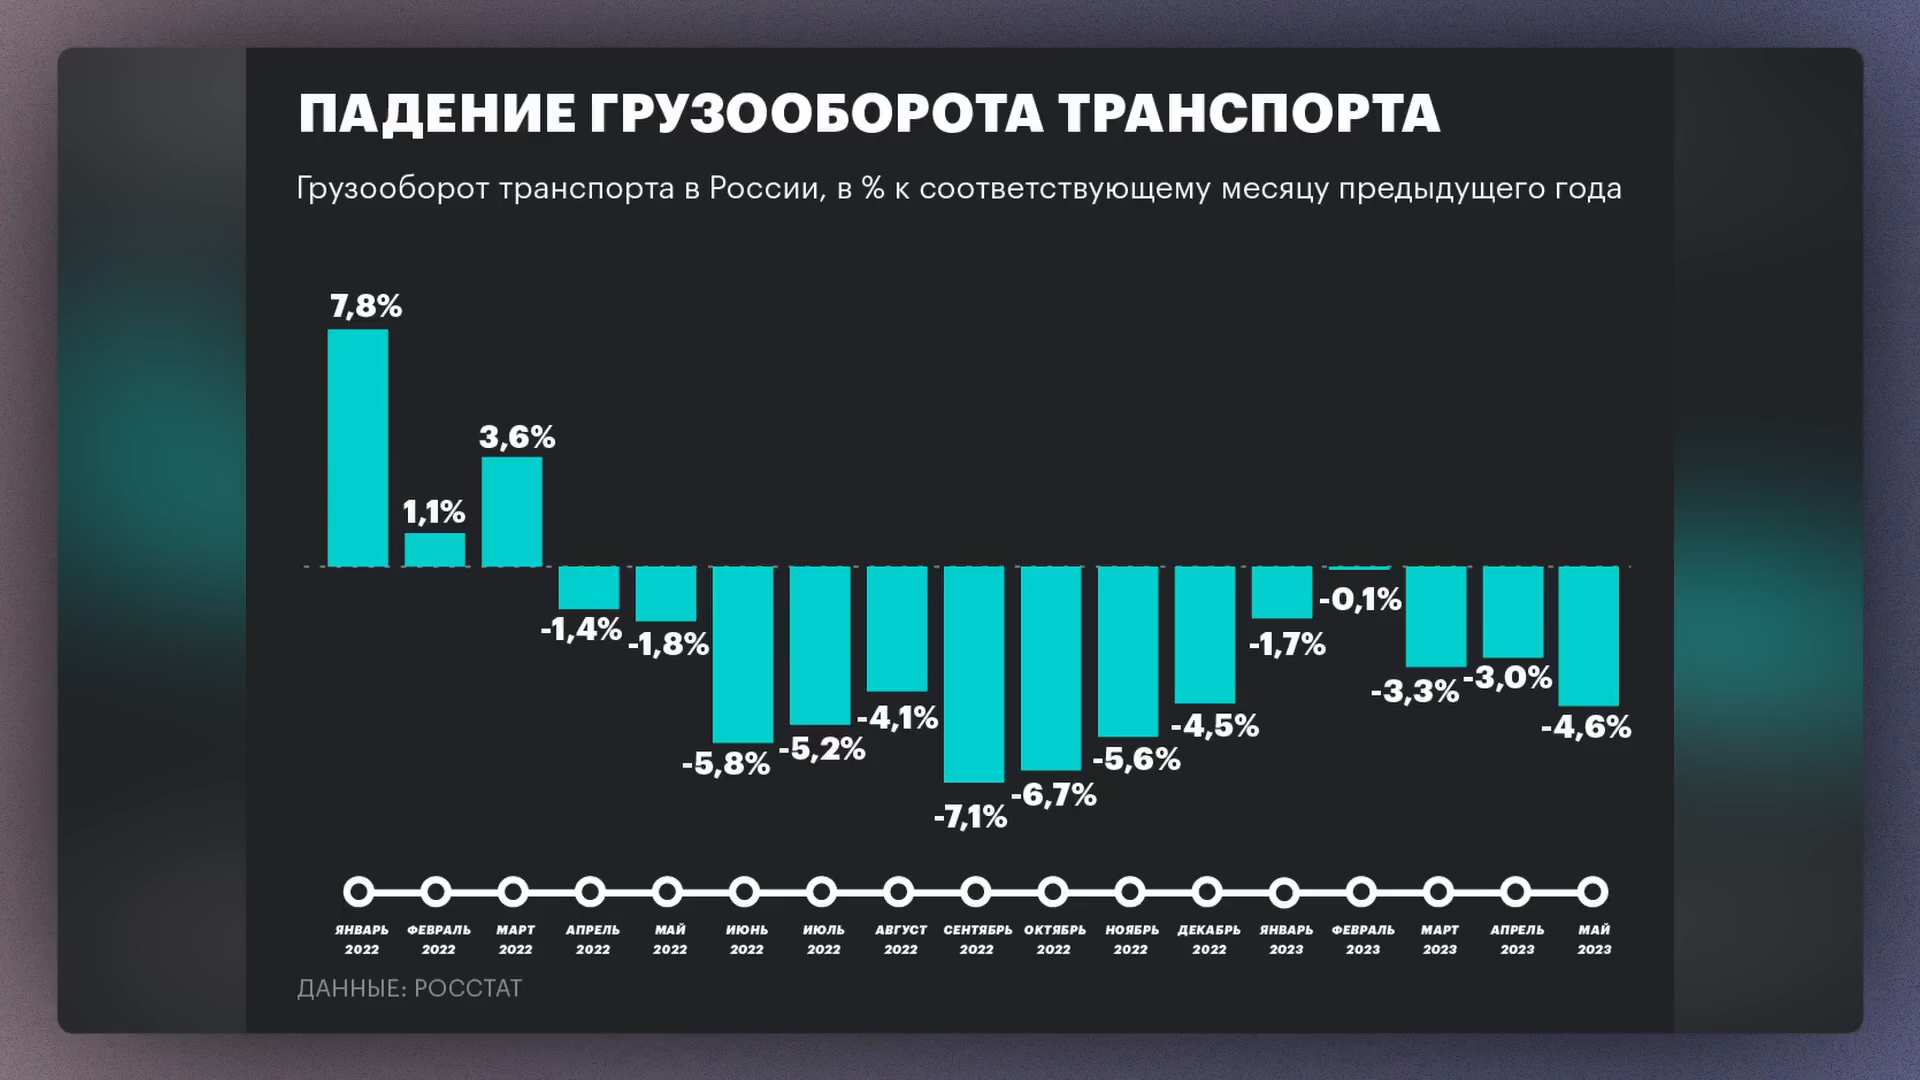 ПАДЕНИЕ ГРУЗООБОРОТА ТРАНСПОРТА
Грузооборот транспорта в России, в % к соответствующему месяцу предыдущего года
7,8%
1,1%
3,6%
-1,4%
-1,8%
-5,8%
-5,2%
-4,1%
-7,1%
-6,7%
-5,6%
-4,5%
-1,7%
-0,1%
-3,3%
-3,0%
-4,6%
ЯНВАРЬ
2022
ФЕВРАЛЬ
2022
МАРТ
2022
АПРЕЛЬ
2022
МАЙ
2022
ИЮНЬ
2022
ИЮЛЬ
2022
АВГУСТ
2022
СЕНТЯБРЬ
2022
ОКТЯБРЬ
2022
НОЯБРЬ
2022
ДЕКАБРЬ
2022
ЯНВАРЬ
2023
ФЕВРАЛЬ
2023
МАРТ
2023
АПРЕЛЬ
2023
МАЙ
2023
ДАННЫЕ: РОССТАТ